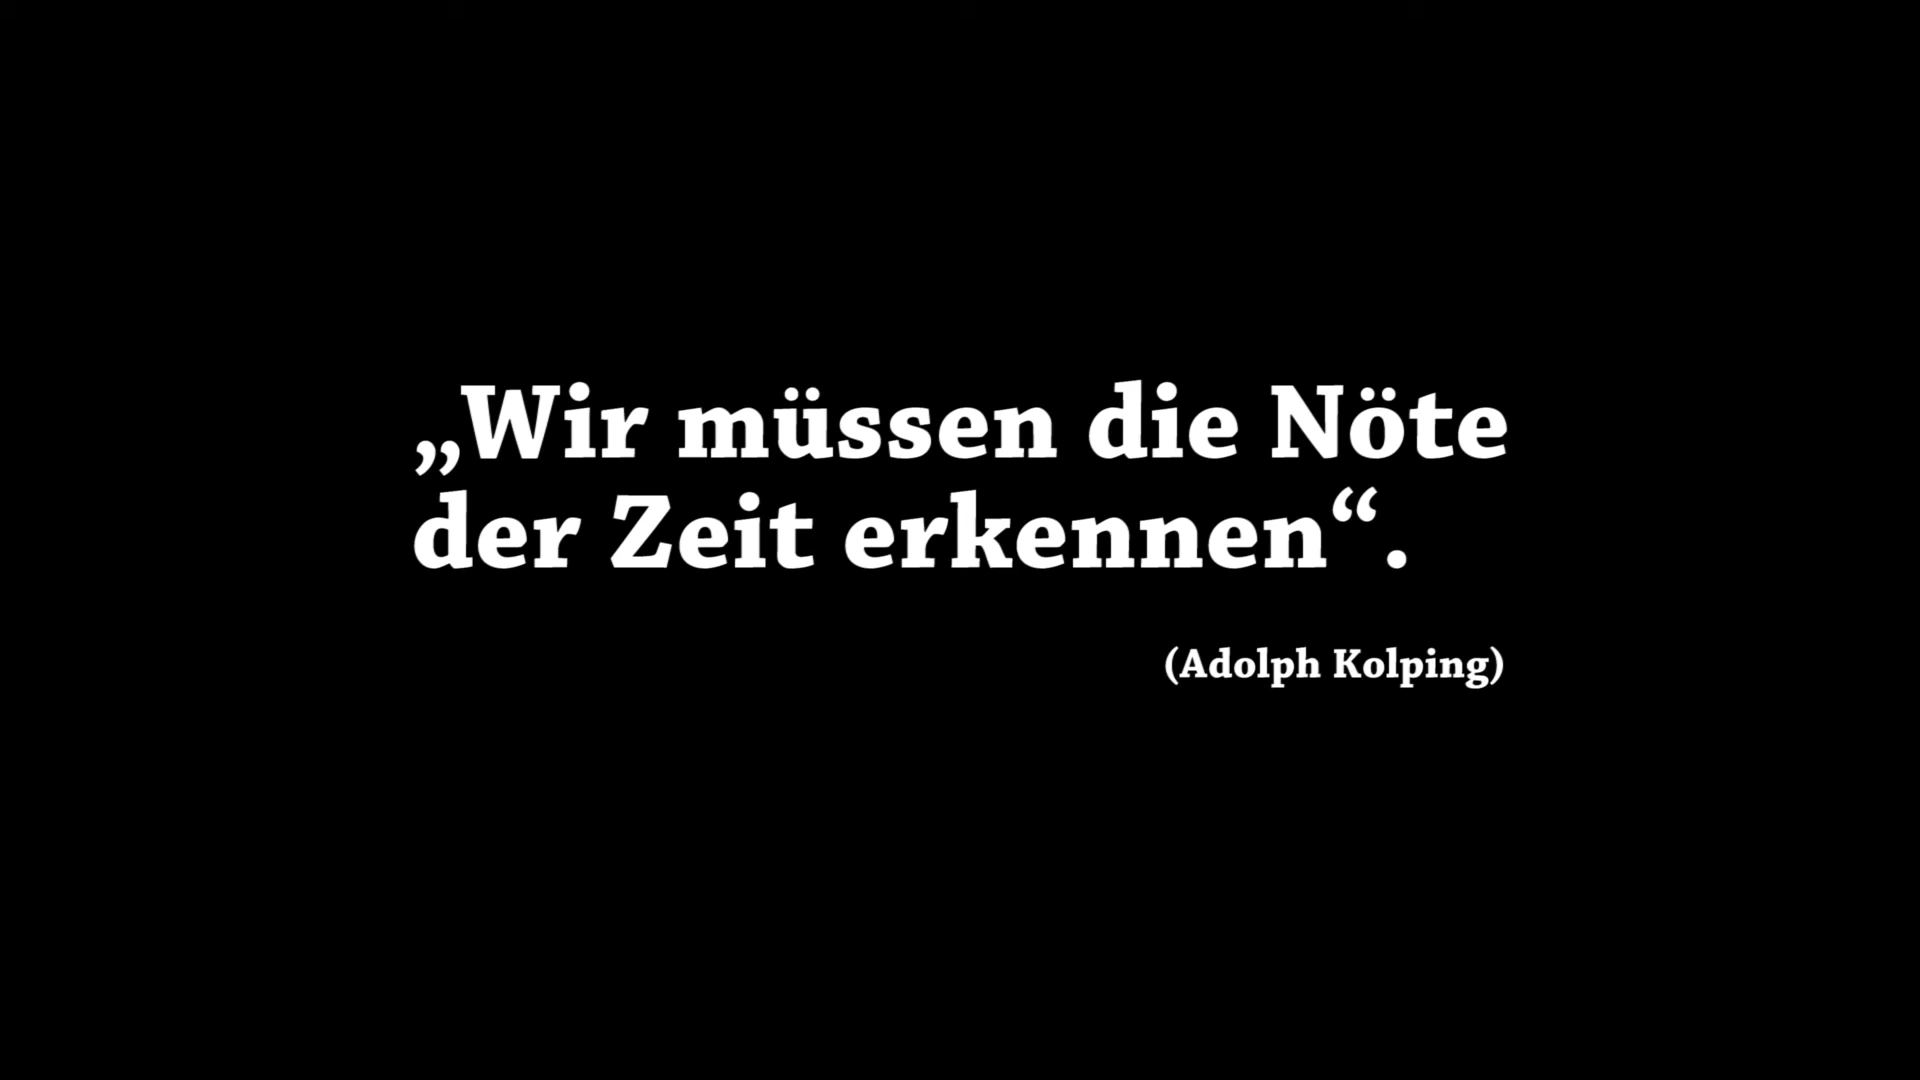 „Wir müssen die Nöte
der Zeit erkennen“.
(Adolph Kolping)